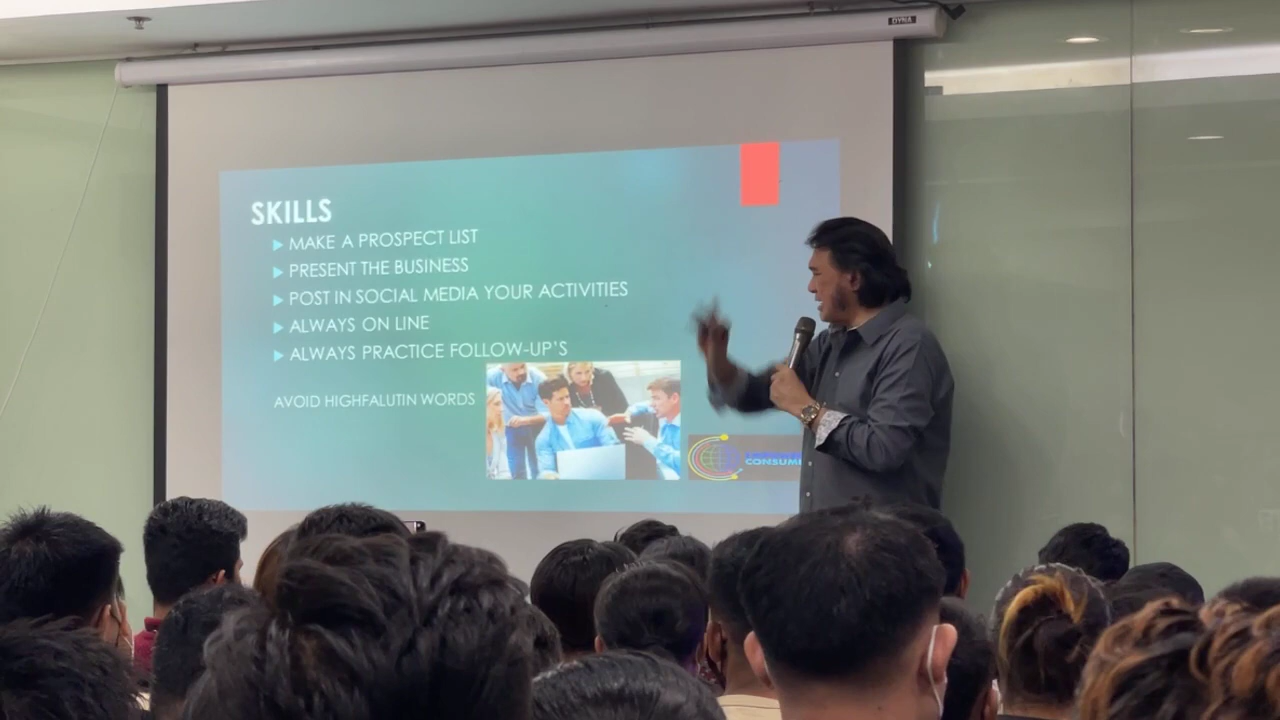 DYNA
SKILLS
MAKE A PROSPECT LIST
PRESENT THE BUSINESS
POST IN SOCIAL MEDIA YOUR ACTIVITIES
ALWAYS ON LINE
ALWAYS PRACTICE FOLLOW-UP'S
AVOID HIGHFALUTIN WORDS